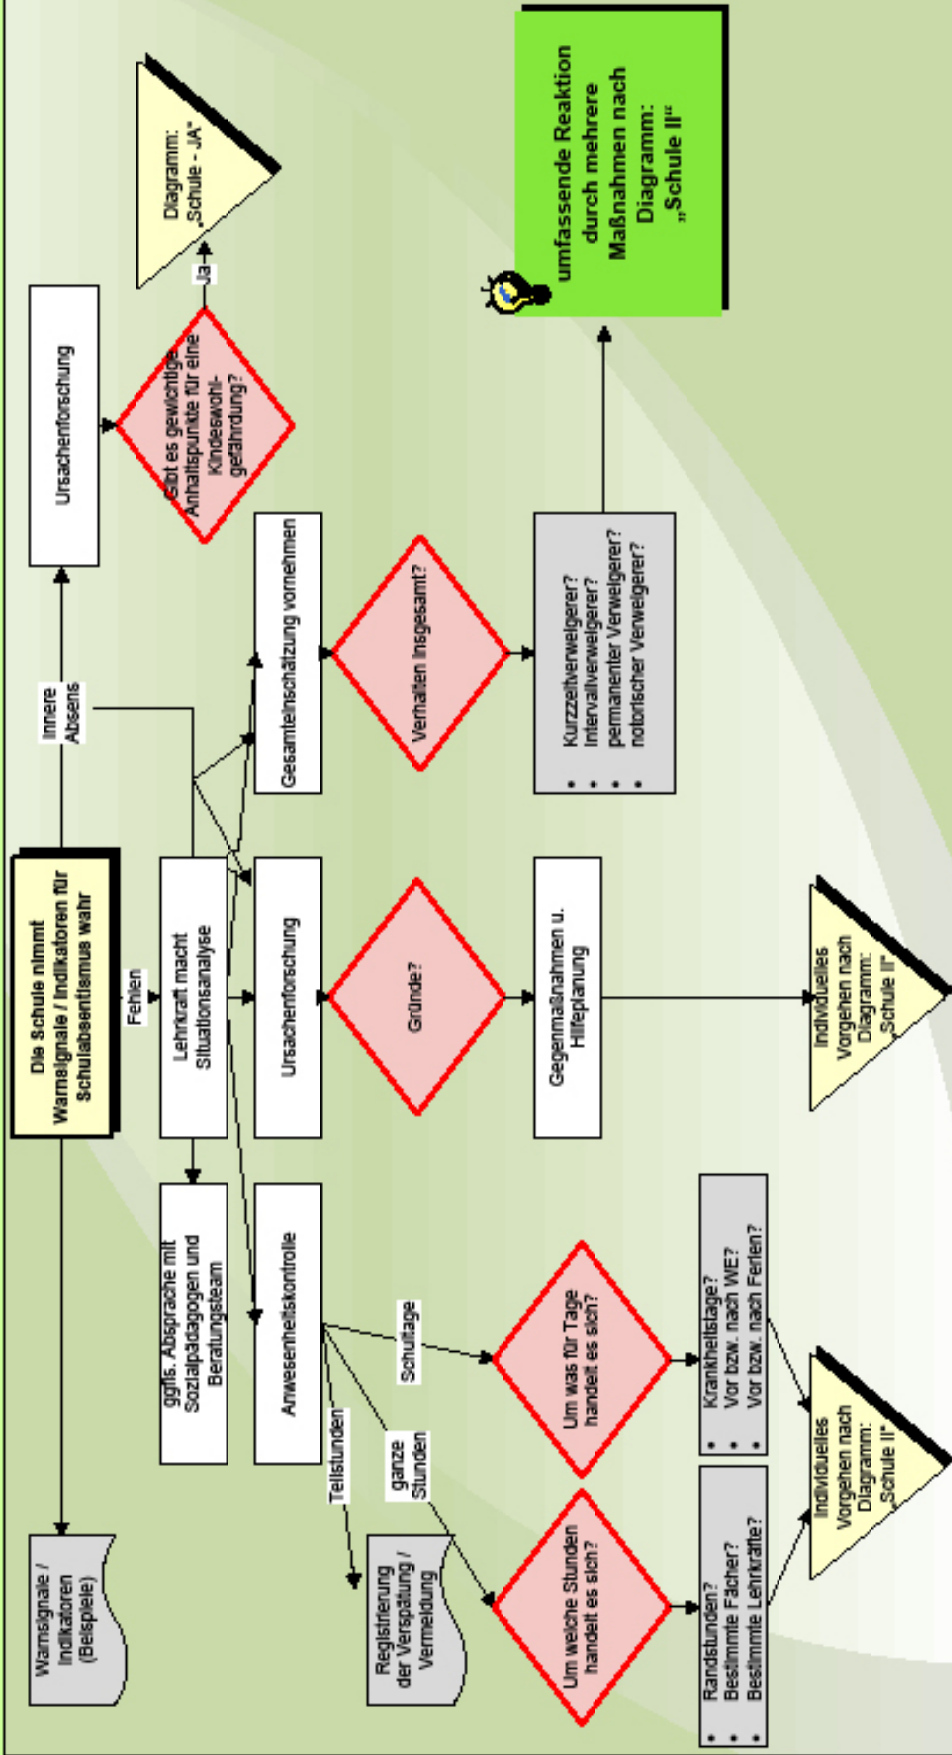 Die Schule nimmt
Warnsignale / Indikatoren für
Schulabsentismus wahr
Warnsignale /
Indikatoren
(Beispiele)
Innere
Absens
Ursachenforschung
Fehlen
ggfls. Absprache mit
Sozialpädagogen und
Beratungsteam
Lehrkraft macht
Situationsanalyse
Gibt es gewichtige
Anhaltspunkte für eine
Kindeswohl-
gefährdung?
Ja
Diagramm:
„Schule - JA“
Anwesenheitskontrolle
Ursachenforschung
Gesamteinschätzung vornehmen
Teilstunden
ganze
Stunden
Schultage
Registrierung
der Verspätung /
Vermeidung
Gründe?
Verhalten insgesamt?
Um welche Stunden
handelt es sich?
Um was für Tage
handelt es sich?
Gegenmaßnahmen u.
Hilfeplanung
• Kurzzeitverweigerer?
• Intervallverweigerer?
• permanenter Verweigerer?
• notorischer Verweigerer?
umfassende Reaktion
durch mehrere
Maßnahmen nach
Diagramm:
„Schule II“
• Randstunden?
• Bestimmte Fächer?
• Bestimmte Lehrkräfte?
• Krankheitstage?
• Vor bzw. nach WE?
• Vor bzw. nach Ferien?
Individuelles
Vorgehen nach
Diagramm:
„Schule II“
Individuelles
Vorgehen nach
Diagramm:
„Schule II“